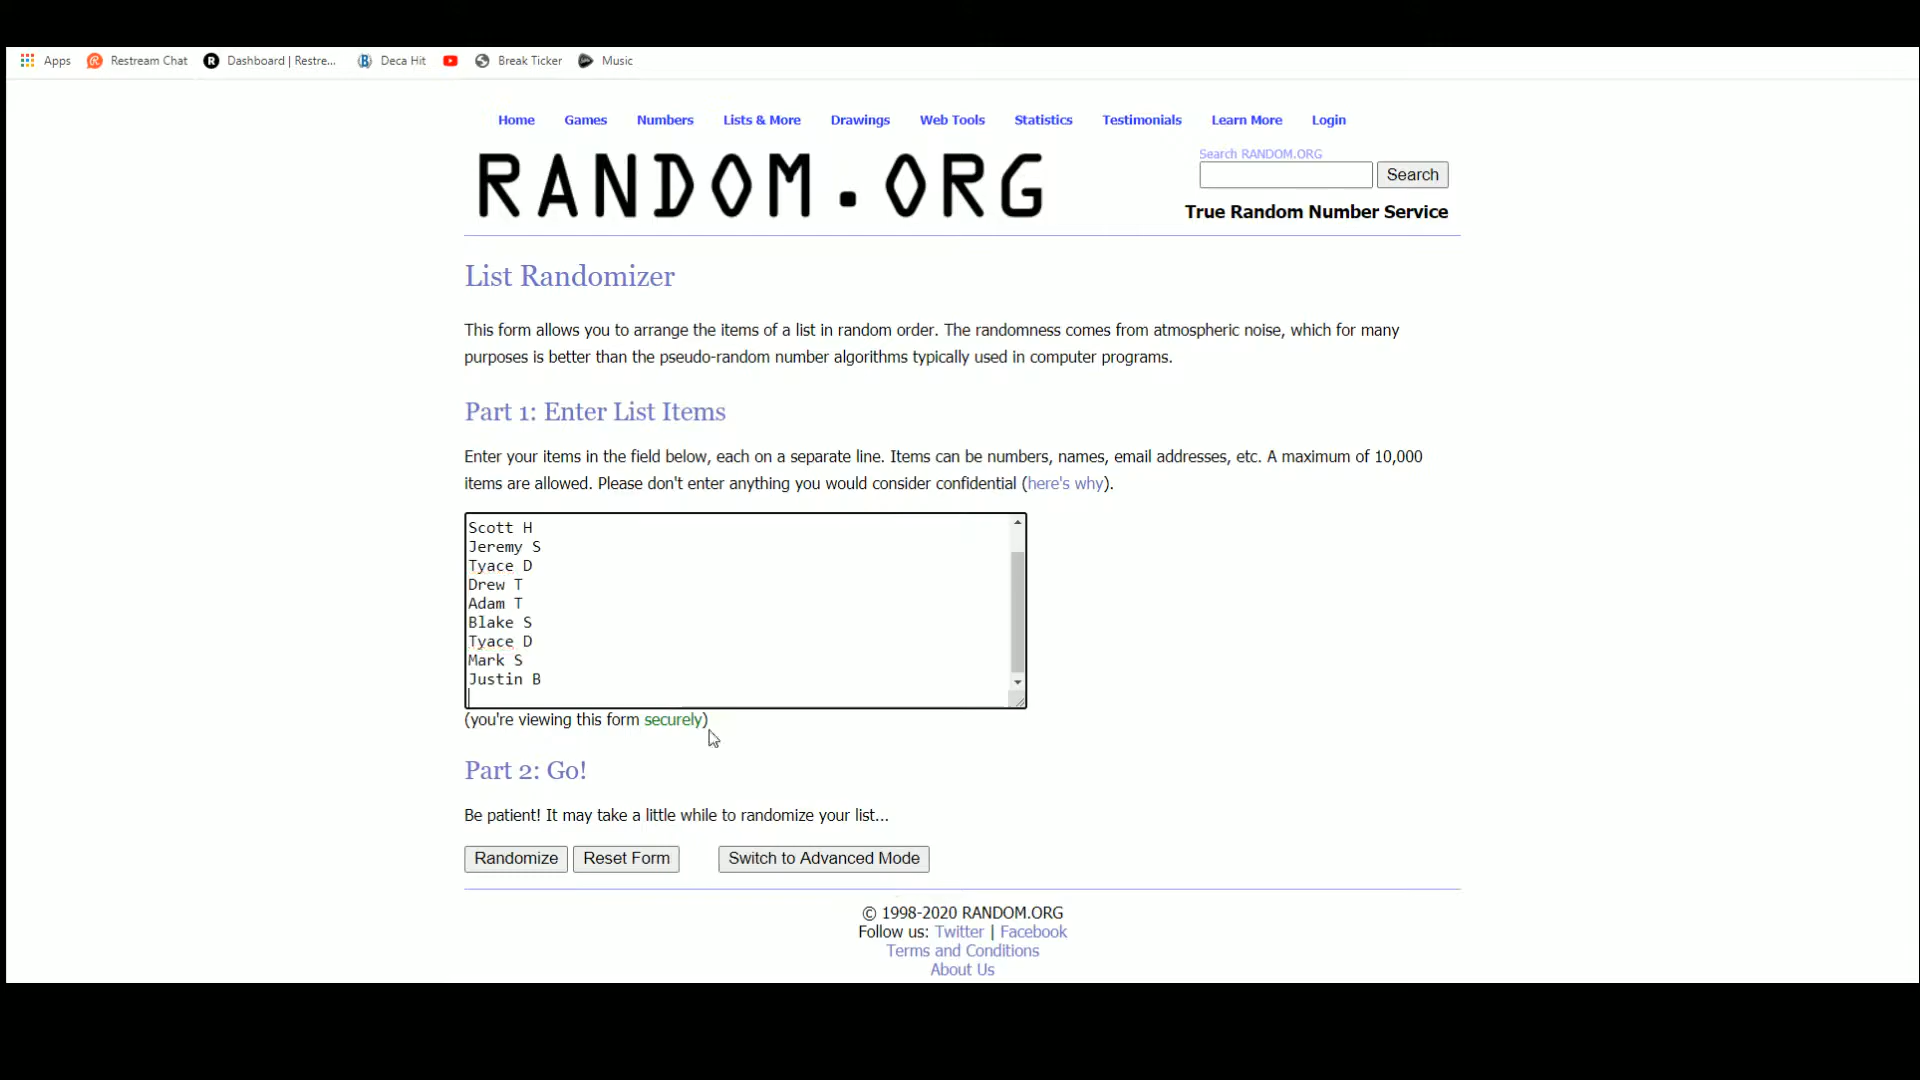 Apps Restream Chat Dashboard | Restre... Deca Hit Break Ticker Music
Home Games Numbers Lists & More Drawings Web Tools Statistics Testimonials Learn More Login
RANDOM.ORG
Search RANDOM.ORG
Search
True Random Number Service
List Randomizer
This form allows you to arrange the items of a list in random order. The randomness comes from atmospheric noise, which for many
purposes is better than the pseudo-random number algorithms typically used in computer programs.
Part 1: Enter List Items
Enter your items in the field below, each on a separate line. Items can be numbers, names, email addresses, etc. A maximum of 10,000
items are allowed. Please don't enter anything you would consider confidential (here's why).
Scott H
Jeremy S
Tyace D
Drew T
Adam T
Blake S
Tyace D
Mark S
Justin B
(you're viewing this form securely)
Part 2: Go!
Be patient! It may take a little while to randomize your list...
Randomize Reset Form Switch to Advanced Mode
© 1998-2020 RANDOM.ORG
Follow us: Twitter | Facebook
Terms and Conditions
About Us